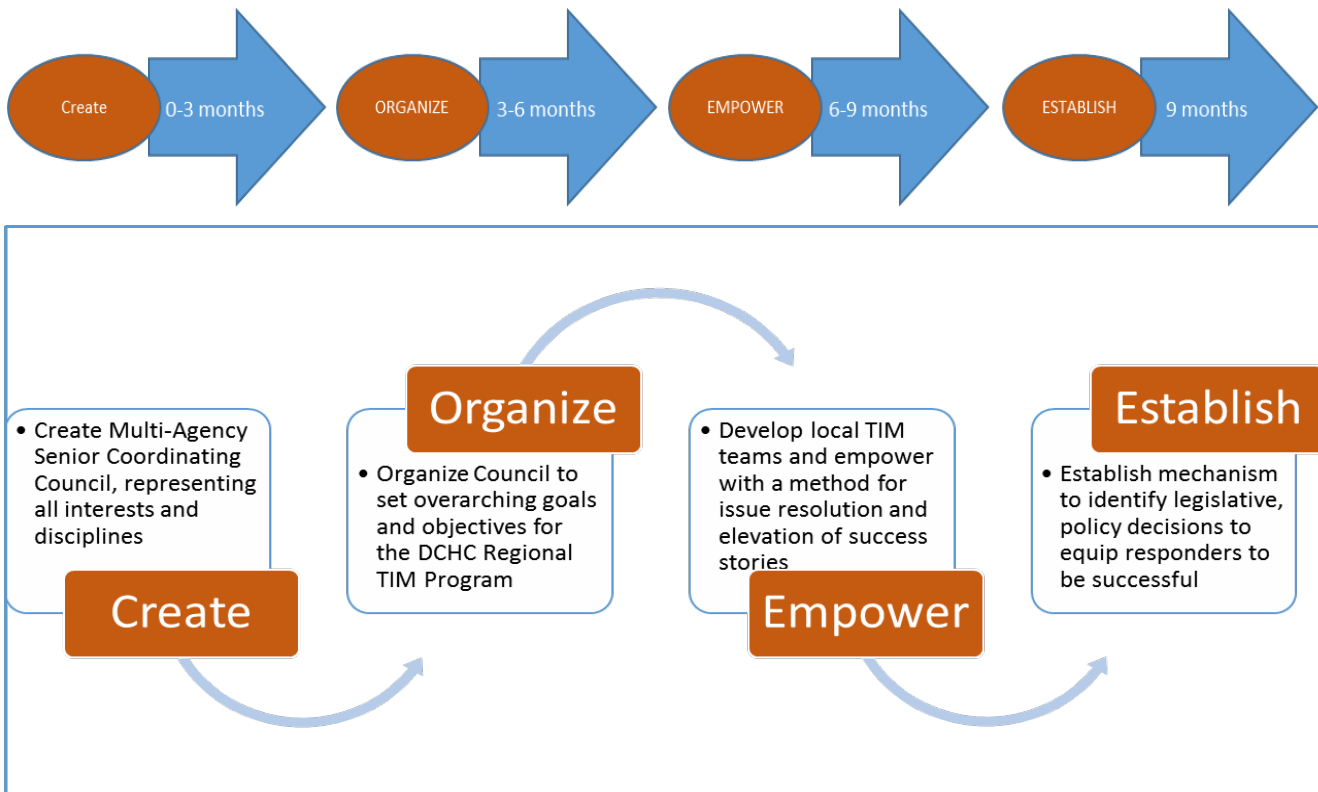 Create
0-3 months
ORGANIZE
3-6 months
EMPOWER
6-9 months
ESTABLISH
9 months
• Create Multi-Agency
Senior Coordinating
Council, representing
all interests and
disciplines
Create
Organize
• Organize Council to
set overarching goals
and objectives for
the DCHC Regional
TIM Program
• Develop local TIM
teams and empower
with a method for
issue resolution and
elevation of success
stories
Empower
Establish
• Establish mechanism
to identify legislative,
policy decisions to
equip responders to
be successful